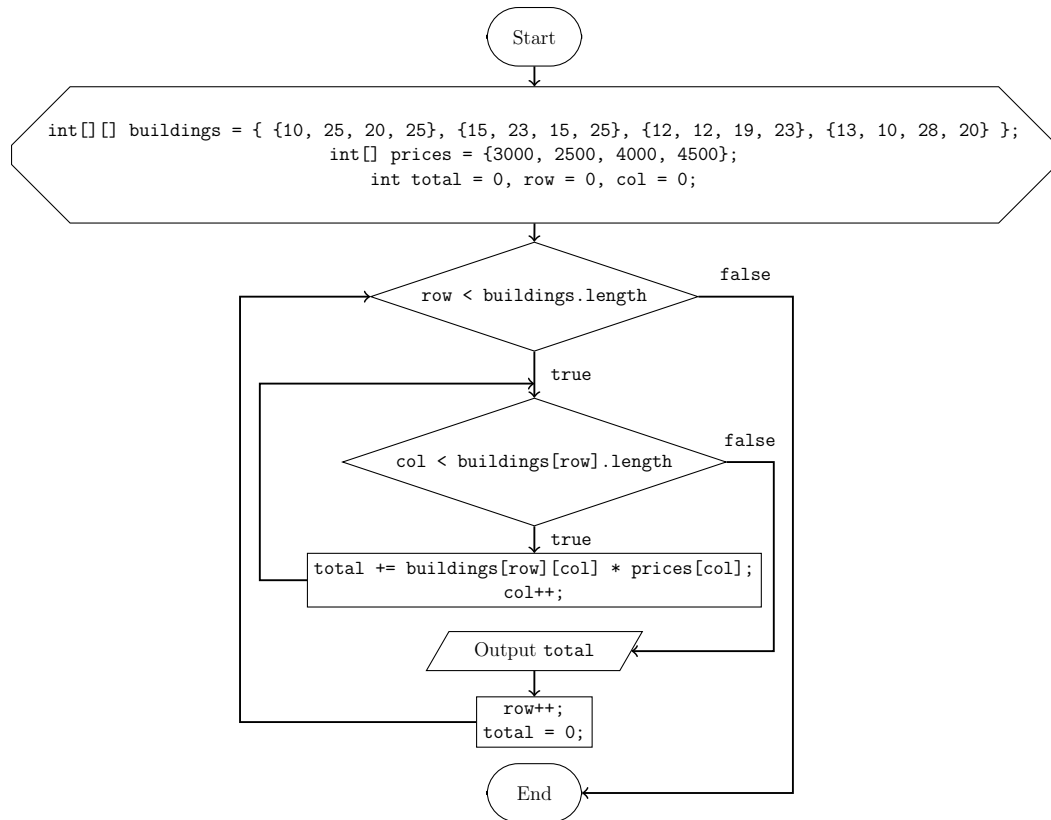 Start
int[][] buildings = { {10, 25, 20, 25}, {15, 23, 15, 25}, {12, 12, 19, 23}, {13, 10, 28, 20} };
int[] prices = {3000, 2500, 4000, 4500};
int total = 0, row = 0, col = 0;
false
row < buildings.length
true
false
col < buildings[row].length
true
total += buildings[row][col] * prices[col];
col++;
Output total
row++;
total = 0;
End